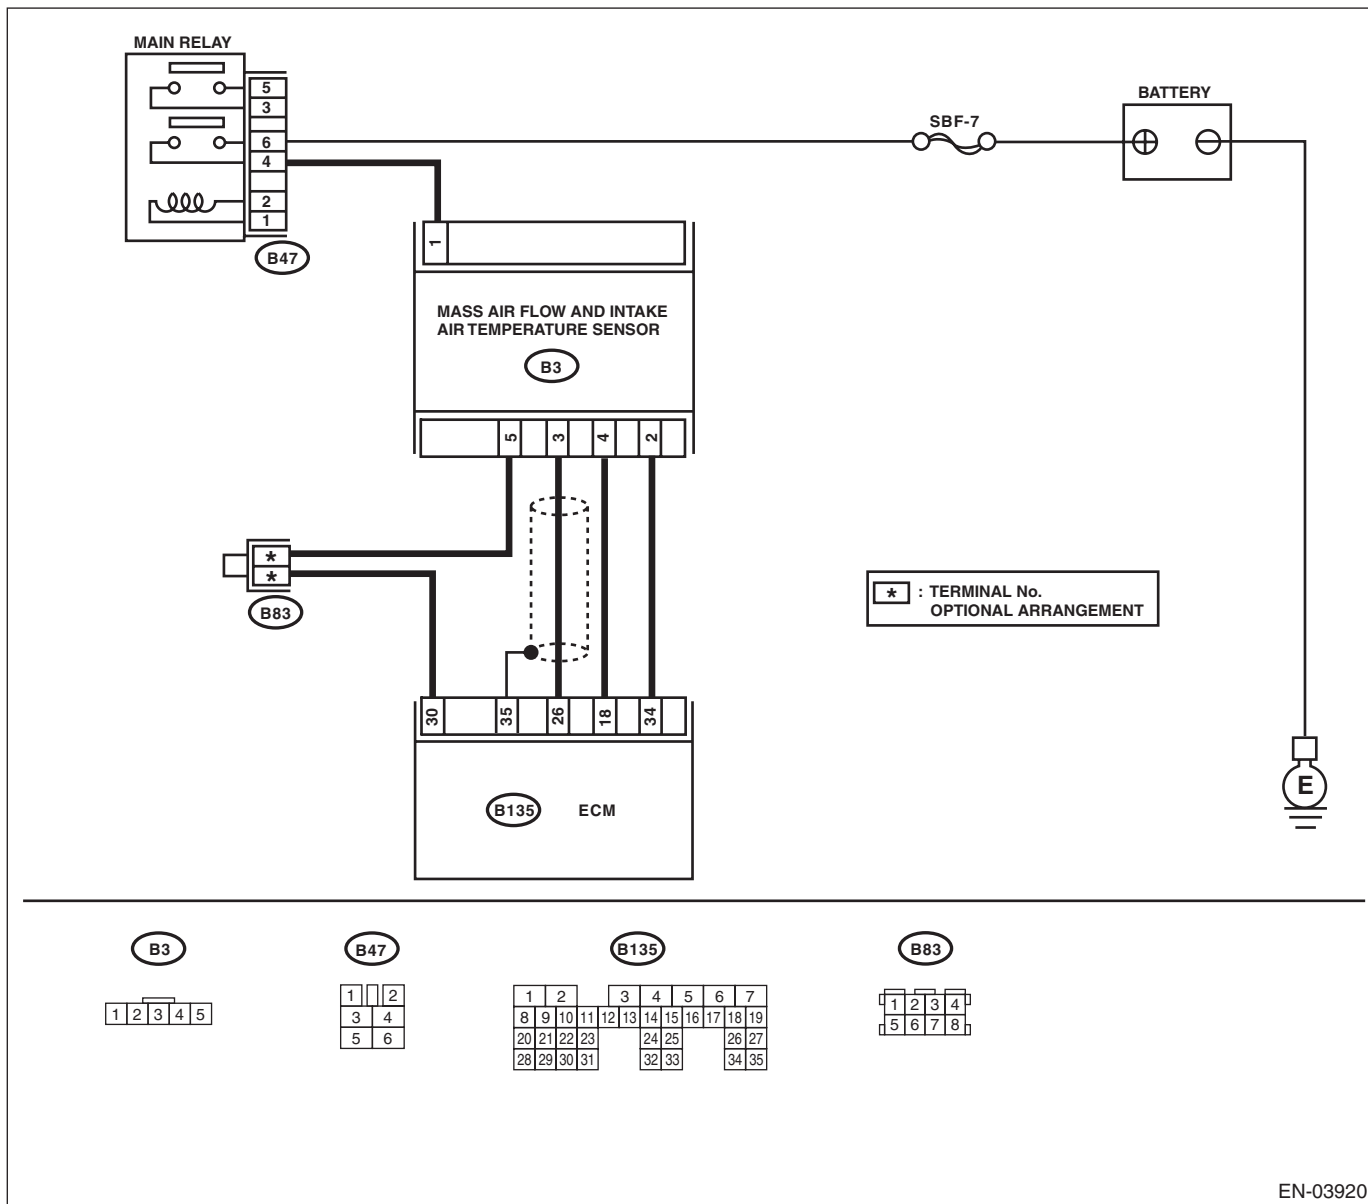 MAIN RELAY
5
3
6
4
2
1
B47
SBF-7
BATTERY
1
MASS AIR FLOW AND INTAKE
AIR TEMPERATURE SENSOR
B3
5 3 4 2
*
*
B83
* : TERMINAL No.
OPTIONAL ARRANGEMENT
30 35 26 18 34
B135 ECM
E
B3 B47 B135 B83
1 2 3 4 5
1 2
3 4
5 6
1 2 3 4 5 6 7
8 9 10 11 12 13 14 15 16 17 18 19
20 21 22 23 24 25 26 27
28 29 30 31 32 33 34 35
1 2 3 4
5 6 7 8
EN-03920